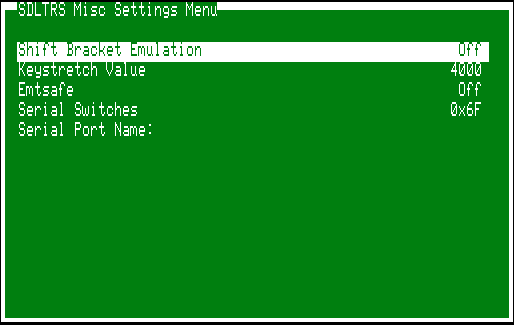 SDLTRS Misc Settings Menu
Shift Bracket Emulation Off
Keystretch Value 4000
Emtsafe Off
Serial Switches 0x6F
Serial Port Name: